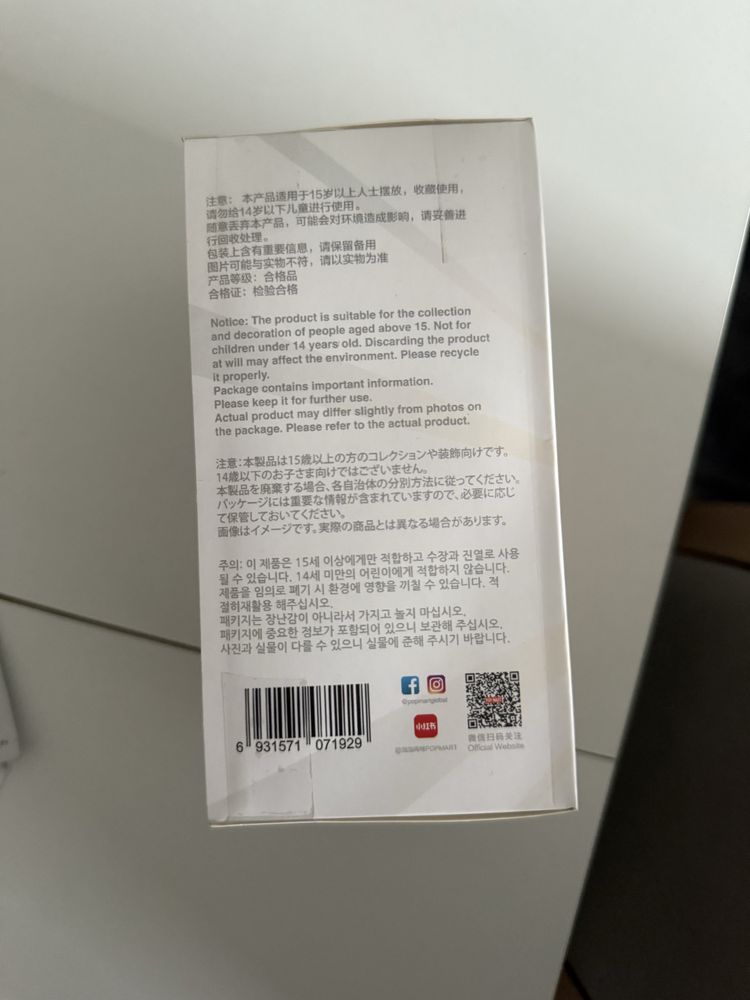 注意： 本产品适用于15岁以上人士摆放，收藏使用，
请勿给14岁以下儿童进行使用。
随意丢弃本产品，可能会对环境造成影响，请妥善进
行回收处理。
包装上含有重要信息，请保留备用
图片可能与实物不符，请以实物为准
产品等级：合格品
合格证：检验合格
Notice: The product is suitable for the collection
and decoration of people aged above 15. Not for
children under 14 years old. Discarding the product
at will may affect the environment. Please recycle
it properly.
Package contains important information.
Please keep it for further use.
Actual product may differ slightly from photos on
the package. Please refer to the actual product.
注意：本製品は15歳以上の方のコレクションや装飾向けです。
14歳以下のお子さま向けではございません。
本製品を廃棄する場合、各自治体の分別方法に従ってください。
パッケージには重要な情報が含まれていますので、必要に応じ
て保管しておいてください。
画像はイメージです。実際の商品とは異なる場合があります。
주의: 이 제품은 15세 이상에게만 적합하고 수장과 진열로 사용
될 수 있습니다. 14세 미만의 어린이에게 적합하지 않습니다.
제품을 임의로 폐기 시 환경에 영향을 끼칠 수 있습니다. 적
절히재활용 해주십시오.
패키지는 장난감이 아니라서 가지고 놀지 마십시오.
패키지에 중요한 정보가 포함되어 있으니 보관해 주십시오.
사진과 실물이 다를 수 있으니 실물에 준해 주시기 바랍니다.
@popmartglobal
小红书
@泡泡玛特POPMART
微信扫码关注
Official Website
6 931571 071929